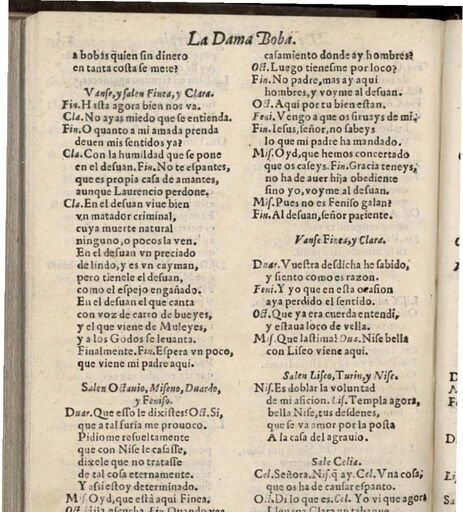 La Dama Boba.
a bobas quien sin dinero
en tanta costa se mete?
Vanse, y salen Finea, y Clara.
Fin. Hasta agora bien nos va.
Cla. No ayas miedo que se entienda.
Fin. O quanto a mi amada prenda
deuen mis sentidos ya?
Cla. Con la humildad que se pone
en el desuan. Fin. No te espantes,
que es propia casa de amantes,
aunque Laurencio perdone.
Cla. En el desuan viue bien
vn matador criminal,
cuya muerte natural
ninguno, o pocos la ven.
En el desuan vn preciado
de lindo, y es vn cayman,
pero tienele el desuan,
como el espejo engañado.
En el desuan el que canta
con voz de carro de bueyes,
y el que viene de Muleyes,
y a los Godos se leuanta.
Finalmente. Fin. Espera vn poco,
que viene mi padre aqui.
Salen Octauio, Miseno, Duardo,
y Feniso.
Duar. Que esso le dixistes? Oct. Si,
que a tal furia me prouoco.
Pidiome resueltamente
que con Nise le casasse,
dixele que no tratasse
de tal cosa eternamente.
Y assi estoy determinado.
Mis. Oyd, que està aqui Finea.
casamiento donde ay hombres?
Oct. Luego tienesme por loco?
Fin. No padre, mas ay aqui
hombres, y voyme al desuan.
Oct. Aqui por tu bien estan.
Feni. Vengo a que os siruays de mi.
Fin. Iesus, señor, no sabeys
lo que mi padre ha mandado.
Mis. Oyd, que hemos concertado
que os caseys. Fin. Gracia teneys,
no ha de auer hija obediente
sino yo, voyme al desuan.
Mis. Pues no es Feniso galan?
Fin. Al desuan, señor pariente.
Vanse Finea, y Clara.
Duar. Vuestra desdicha he sabido,
y siento como es razon.
Feni. Y yo que en esta ocasion
aya perdido el sentido.
Oct. Que ya era cuerda entendi,
y estaua loco de vella.
Mis. Que lastima! Dua. Nise bella
con Liseo viene aqui.
Salen Liseo, Turin, y Nise.
Nis. Es doblar la voluntad
de mi aficion. Lis. Templa agora,
bella Nise, tus desdenes,
que se va amor por la posta
A la casa del agrauio.
Sale Celia.
Cel. Señora. Nis. q̃ ay. Cel. Vna cosa,
que os ha de causar espanto.
Oct. Di lo que es. Cel. Yo vi que agora